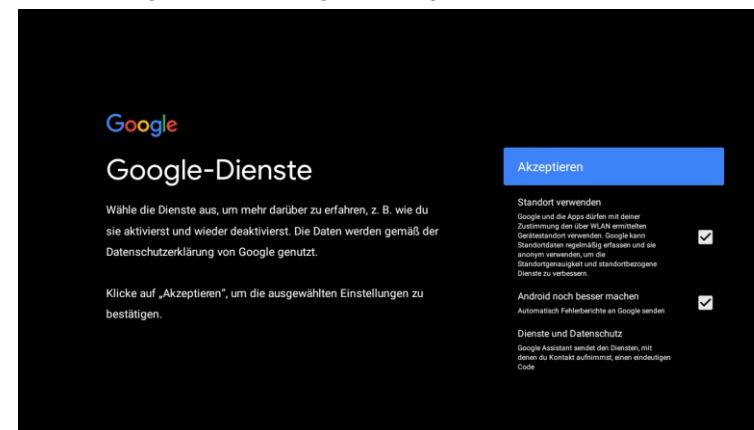 Google
Google-Dienste
Wähle die Dienste aus, um mehr darüber zu erfahren, z. B. wie du
sie aktivierst und wieder deaktivierst. Die Daten werden gemäß der
Datenschutzerklärung von Google genutzt.
Klicke auf „Akzeptieren“, um die ausgewählten Einstellungen zu
bestätigen.
Akzeptieren
Standort verwenden
Google und die Apps dürfen mit deiner
Zustimmung den über WLAN ermittelten
Gerätestandort verwenden. Google kann
Standortdaten regelmäßig erfassen und sie
anonym verwenden, um die
Standortgenauigkeit und standortbezogene
Dienste zu verbessern.
Android noch besser machen
Automatisch Fehlerberichte an Google senden
Dienste und Datenschutz
Google Assistant sendet den Diensten, mit
denen du Kontakt aufnimmst, einen eindeutigen
Code